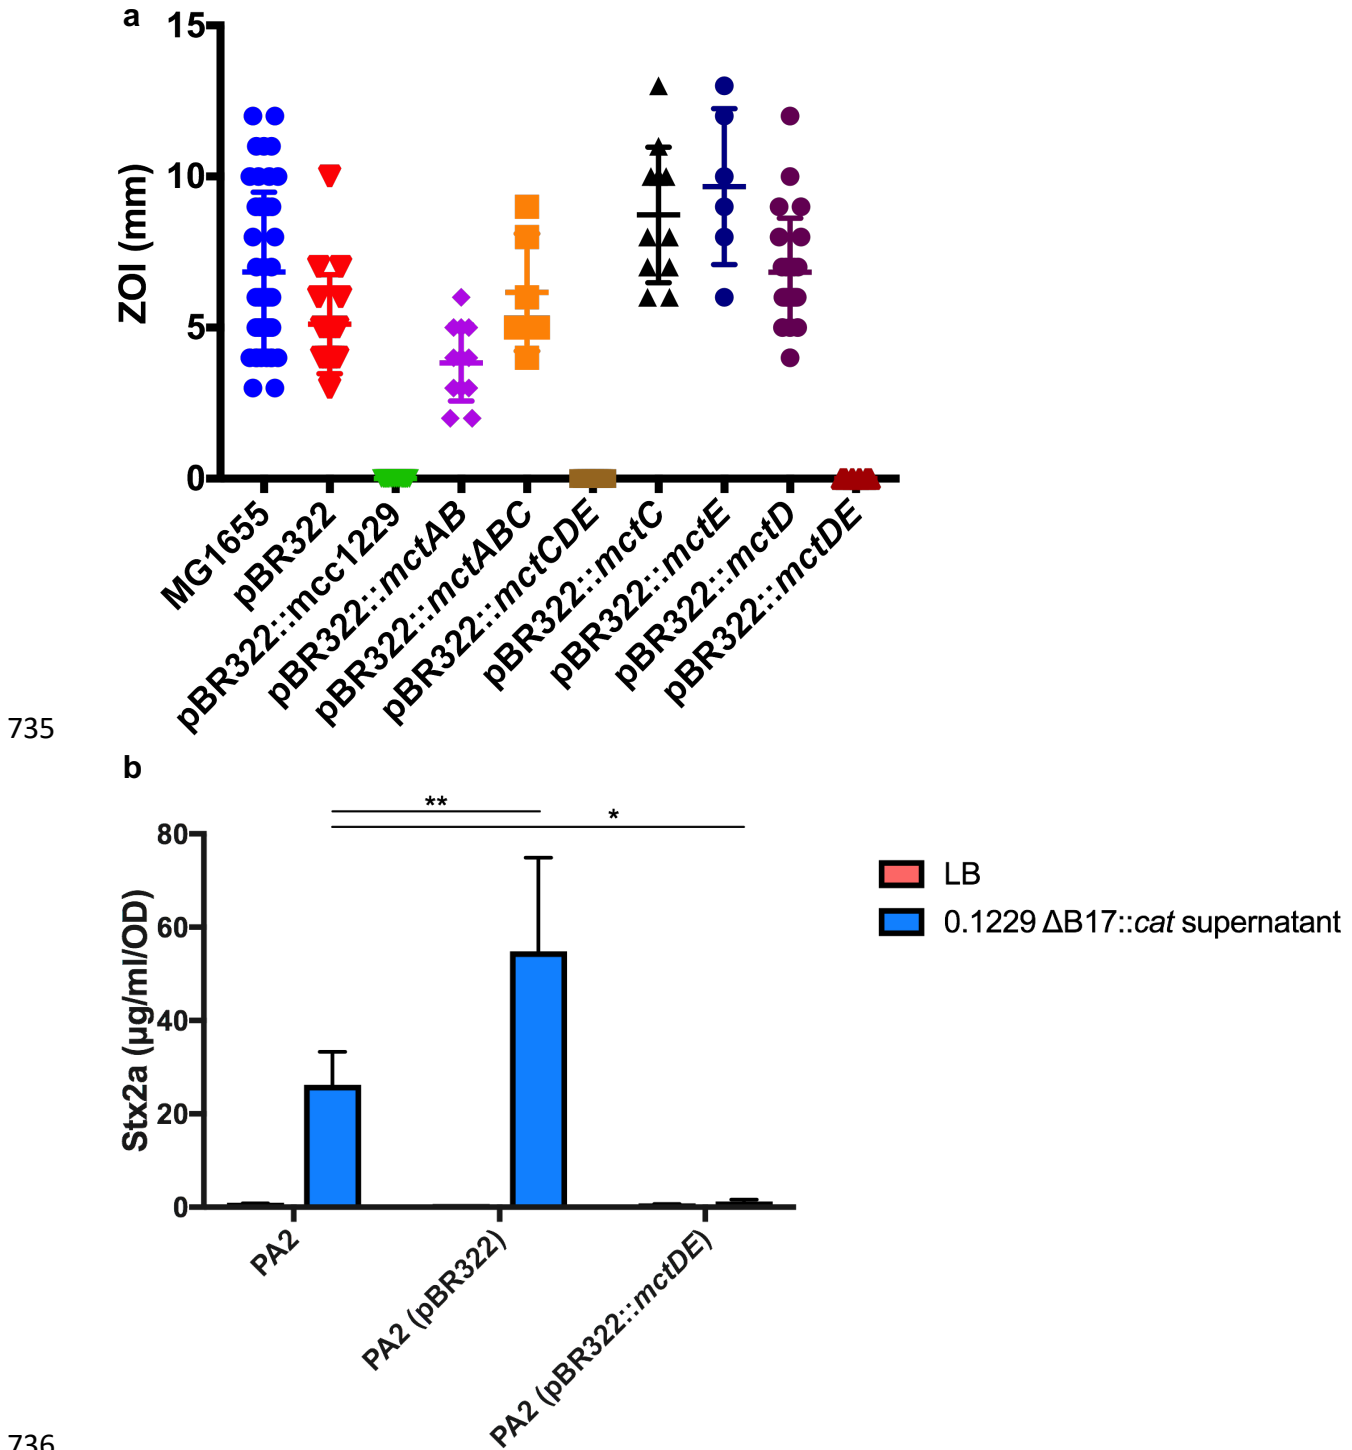 a
15
10
5
0
ZOI (mm)
MG1655
pBR322
pBR322::mcc1229
pBR322::mctAB
pBR322::mctABC
pBR322::mctCDE
pBR322::mctC
pBR322::mctE
pBR322::mctD
pBR322::mctDE
735
b
**
*
80
60
40
20
0
Stx2a (µg/ml/OD)
LB
0.1229 ΔB17::cat supernatant
PA2
PA2 (pBR322)
PA2 (pBR322::mctDE)
736